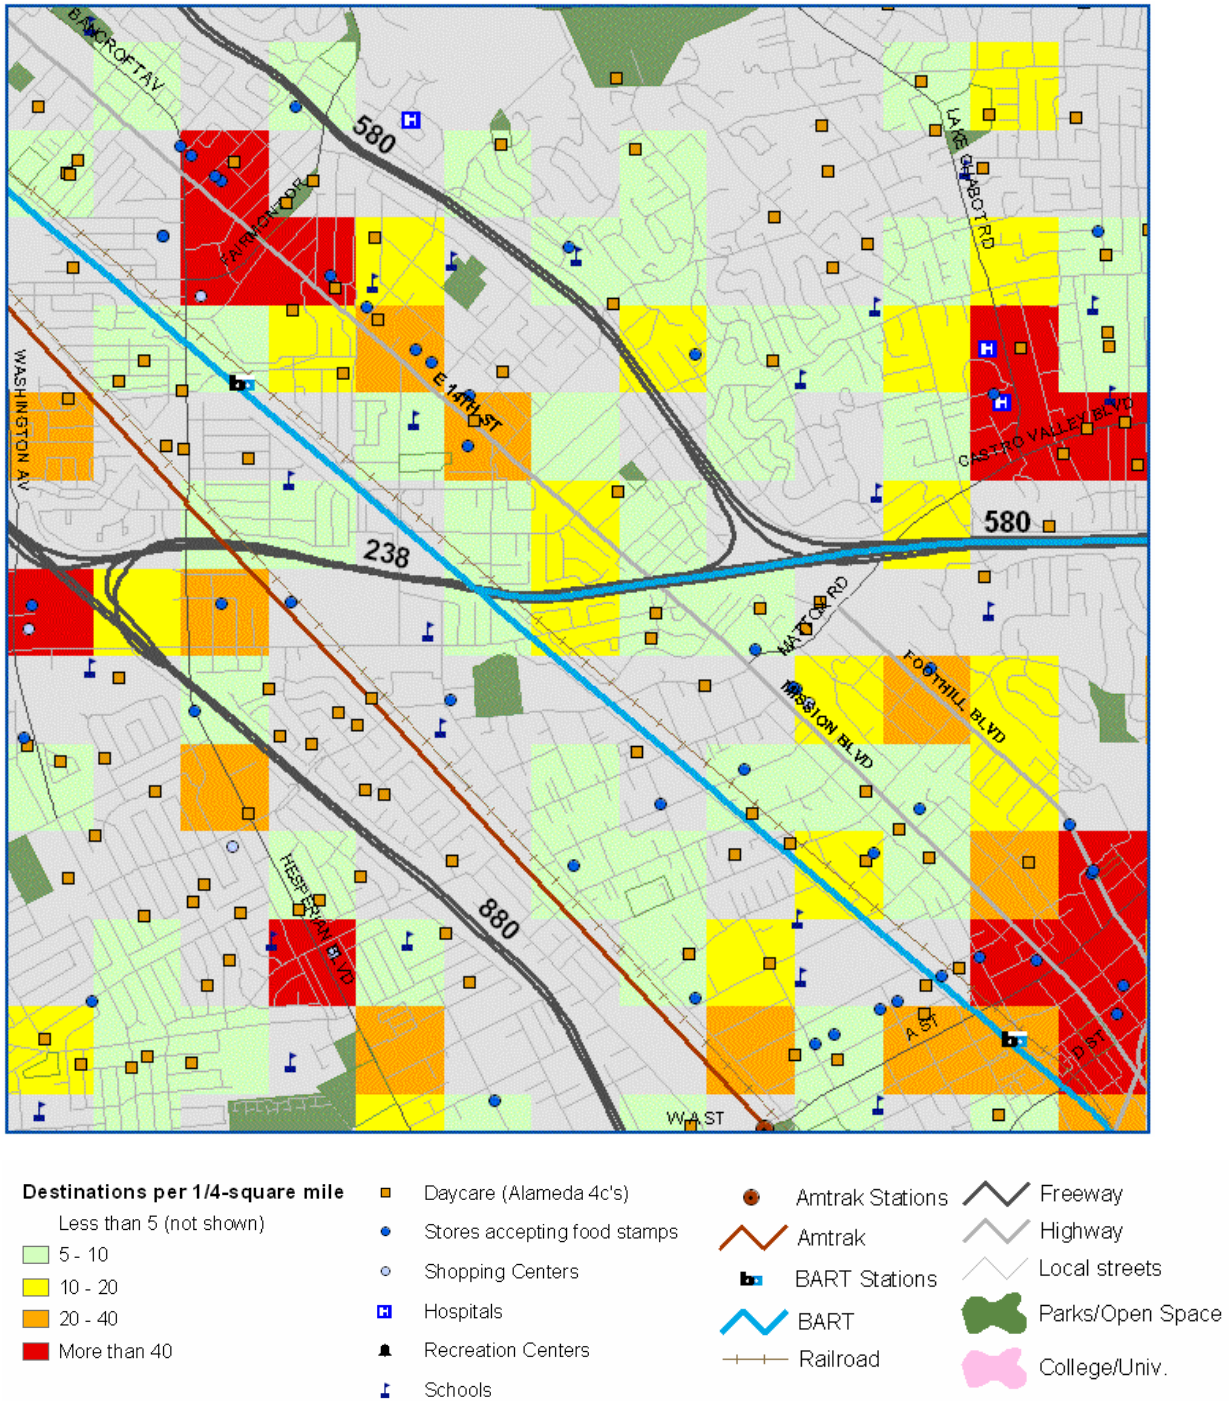 BANCROFT AV
580
LAKE CHABOT RD
FAIRMONT DR
WASHINGTON AV
E 14TH ST
CASTRO VALLEY BLVD
580
238
MATTOX RD
FOOTHILL BLVD
MISSION BLVD
HESPERIAN BLVD
880
A ST
D ST
W A ST
Destinations per 1/4-square mile
Less than 5 (not shown)
5 - 10
10 - 20
20 - 40
More than 40
Daycare (Alameda 4c's)
Stores accepting food stamps
Shopping Centers
H Hospitals
Recreation Centers
Schools
Amtrak Stations
Amtrak
ba BART Stations
BART
Railroad
Freeway
Highway
Local streets
Parks/Open Space
College/Univ.